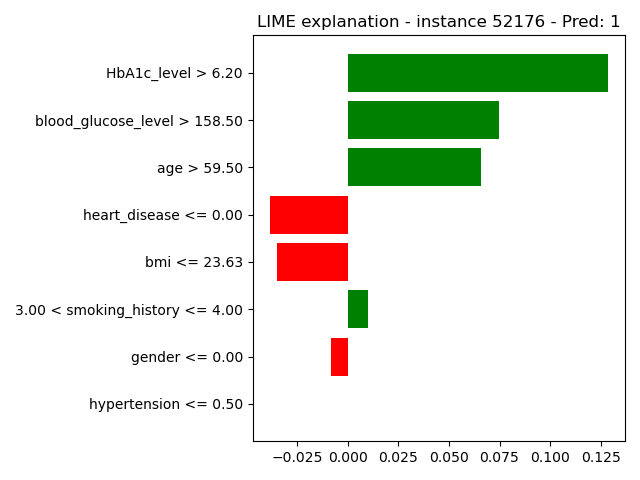 LIME explanation - instance 52176 - Pred: 1
HbA1c_level > 6.20
blood_glucose_level > 158.50
age > 59.50
heart_disease <= 0.00
bmi <= 23.63
3.00 < smoking_history <= 4.00
gender <= 0.00
hypertension <= 0.50
−0.025 0.000 0.025 0.050 0.075 0.100 0.125